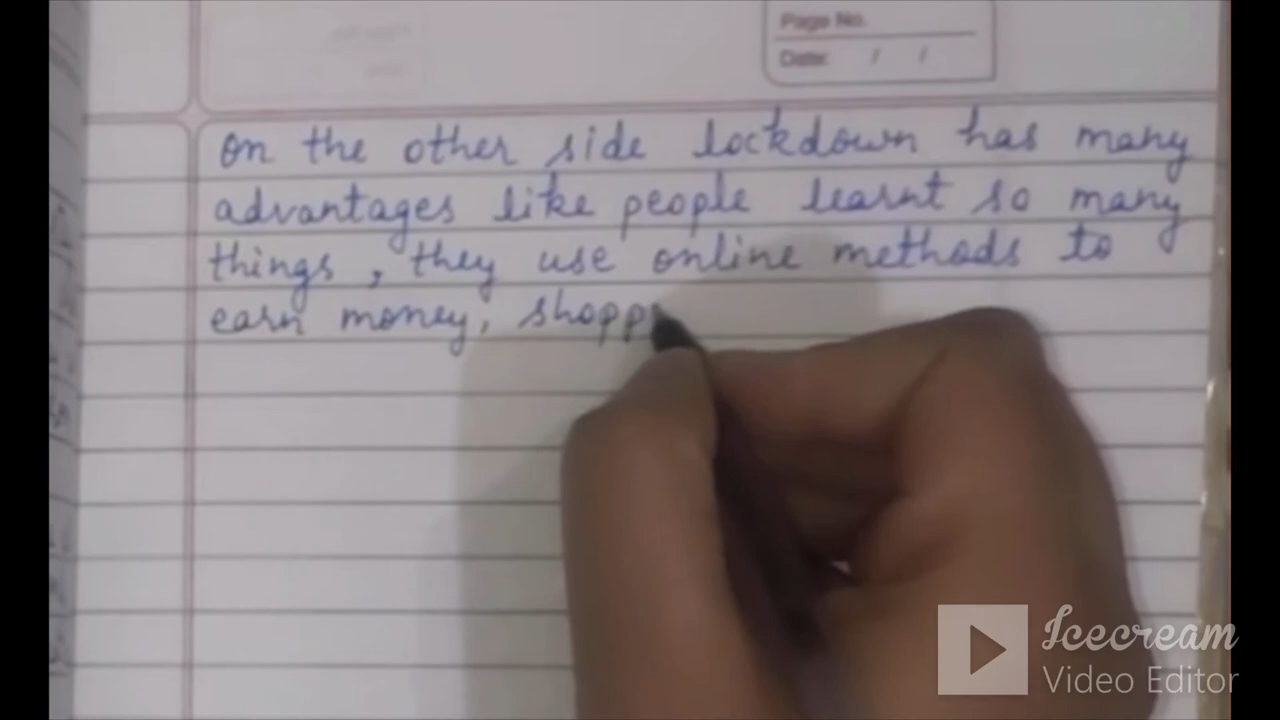 Page No.
Date: / /
on the other side lockdown has many
advantages like people learnt so many
things , they use online methods to
earn money, shopp
Icecream
Video Editor